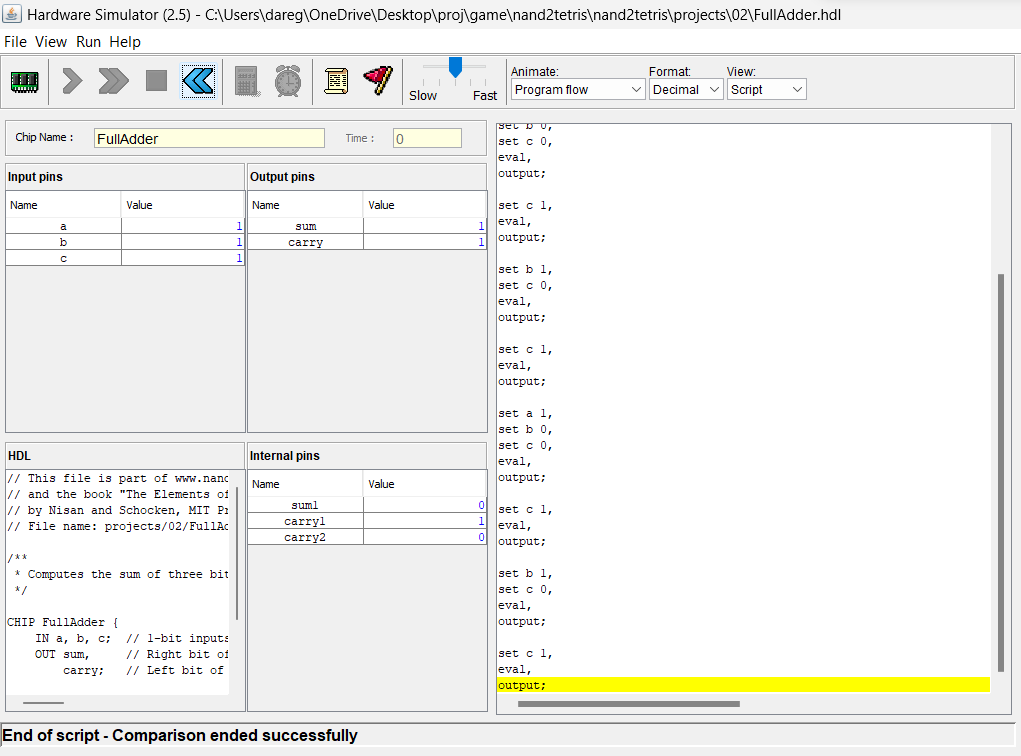 Hardware Simulator (2.5) - C:\Users\dareg\OneDrive\Desktop\proj\game\nand2tetris\nand2tetris\projects\02\FullAdder.hdl
File View Run Help
Slow Fast
Animate: Format: View:
Program flow Decimal Script
Chip Name : FullAdder Time : 0
Input pins Output pins
Name Value Name Value
a 1 sum 1
b 1 carry 1
c 1
HDL
// This file is part of www.nand
// and the book "The Elements of
// by Nisan and Schocken, MIT Pr
// File name: projects/02/FullAd
/**
* Computes the sum of three bit
*/
CHIP FullAdder {
IN a, b, c; // 1-bit inputs
OUT sum, // Right bit of
carry; // Left bit of
Internal pins
Name Value
sum1 0
carry1 1
carry2 0
set b 0,
set c 0,
eval,
output;
set c 1,
eval,
output;
set b 1,
set c 0,
eval,
output;
set c 1,
eval,
output;
set a 1,
set b 0,
set c 0,
eval,
output;
set c 1,
eval,
output;
set b 1,
set c 0,
eval,
output;
set c 1,
eval,
output;
End of script - Comparison ended successfully